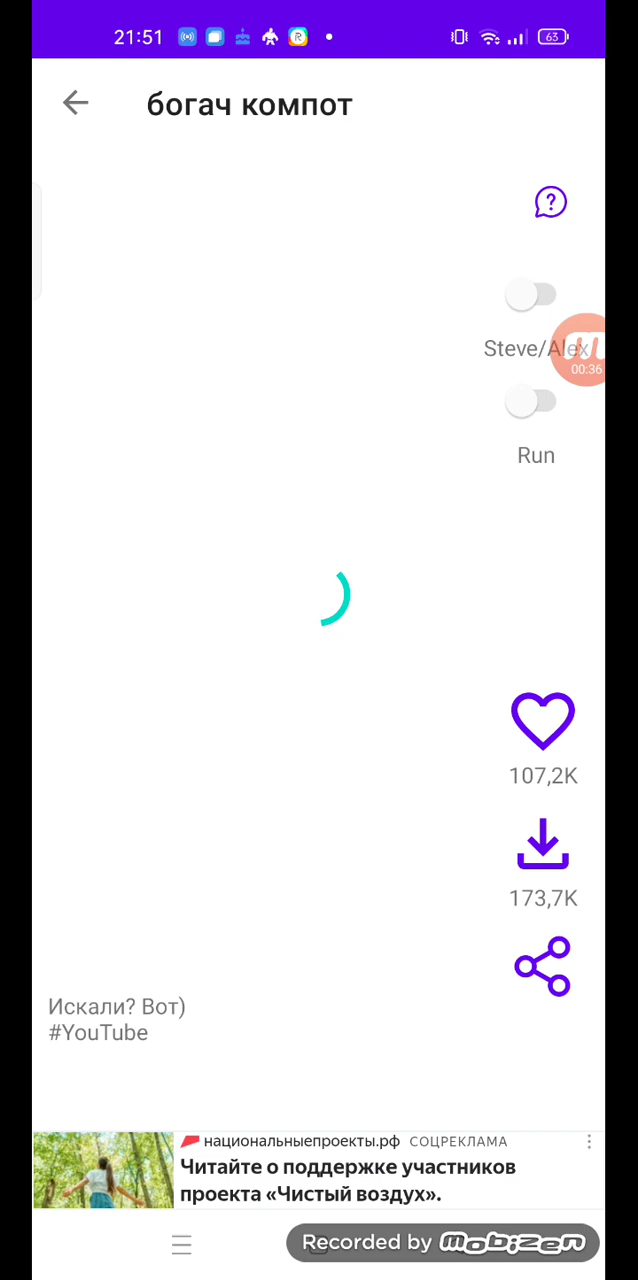 21:51
63
богач компот
Steve/Alex
00:36
Run
107,2K
173,7K
Искали? Вот)
#YouTube
национальныепроекты.рф СОЦРЕКЛАМА
Читайте о поддержке участников
проекта «Чистый воздух».
Recorded by mobizen